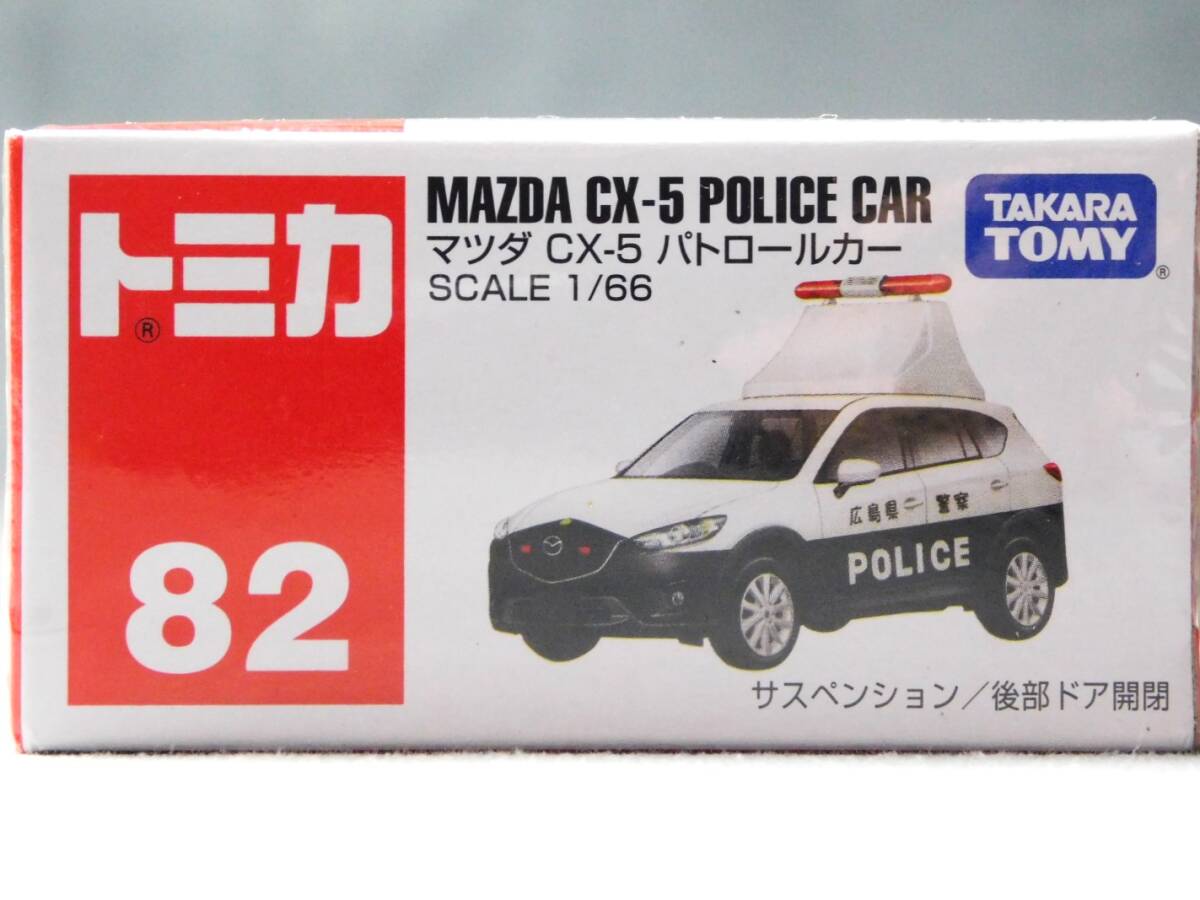 トミカ
®
82
MAZDA CX-5 POLICE CAR
マツダ CX-5 パトロールカー
SCALE 1/66
TAKARA
TOMY
®
広島県 警察
POLICE
サスペンション/後部ドア開閉